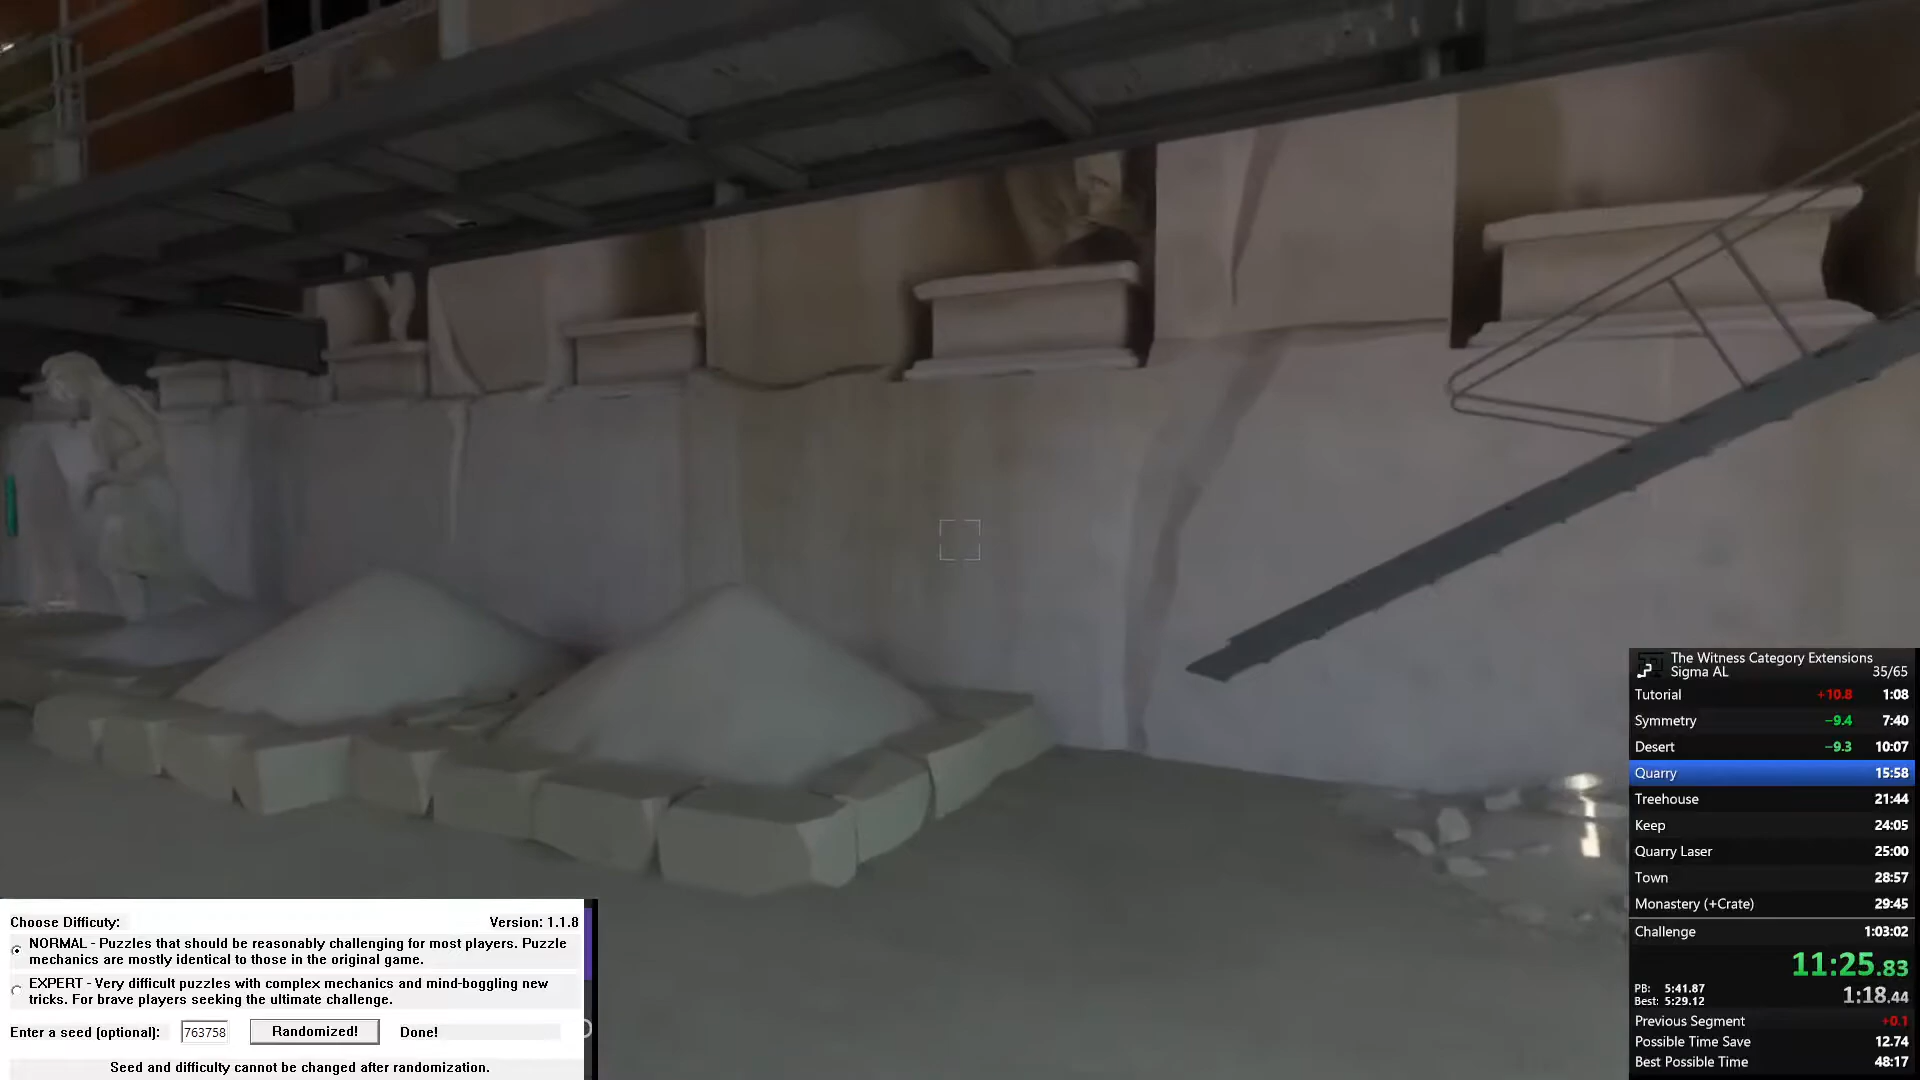 The Witness Category Extensions
Sigma AL 35/65
Tutorial +10.8 1:08
Symmetry −9.4 7:40
Desert −9.3 10:07
Quarry 15:58
Treehouse 21:44
Keep 24:05
Quarry Laser 25:00
Town 28:57
Monastery (+Crate) 29:45
Challenge 1:03:02
11:25.83
PB: 5:41.87
Best: 5:29.12
1:18.44
Previous Segment +0.1
Possible Time Save 12.74
Best Possible Time 48:17
Choose Difficuty: Version: 1.1.8
NORMAL - Puzzles that should be reasonably challenging for most players. Puzzle
mechanics are mostly identical to those in the original game.
EXPERT - Very difficult puzzles with complex mechanics and mind-boggling new
tricks. For brave players seeking the ultimate challenge.
Enter a seed (optional): 763758 Randomized! Done!
Seed and difficulty cannot be changed after randomization.